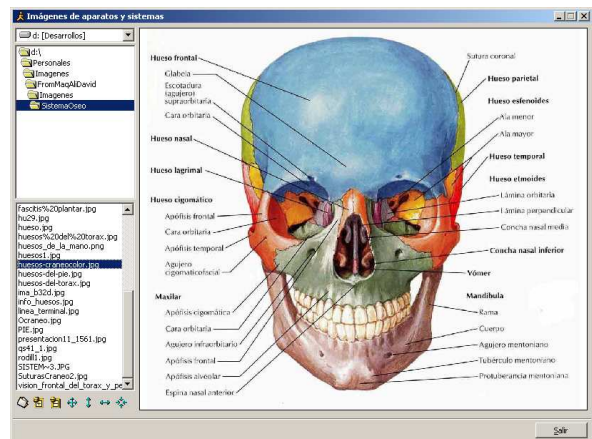 Imágenes de aparatos y sistemas
d: [Desarrollos]
d:\
Personales
Imagenes
FromMaqAliDavid
Imagenes
SistemaOseo
fascitis%20plantar.jpg
hu29.jpg
hueso.jpg
huesos%20del%20torax.jpg
huesos_de_la_mano.png
huesos1.jpg
huesos-craneocolor.jpg
huesos-del-pie.jpg
huesos-del-torax.jpg
ima_b32d.jpg
info_huesos.jpg
linea_terminal.jpg
Ocraneo.jpg
PIE.jpg
presentacion11_1561.jpg
qs41_1.jpg
rodill1.jpg
SISTEM~3.JPG
SuturasCraneo2.jpg
vision_frontal_del_torax_y_pe
Hueso frontal
Glabela
Escotadura
(agujero)
supraorbitaria
Cara orbitaria
Hueso nasal
Hueso lagrimal
Hueso cigomático
Apófisis frontal
Cara orbitaria
Apófisis temporal
Agujero
cigomaticofacial
Maxilar
Apófisis cigomática
Cara orbitaria
Agujero infraorbitario
Apófisis frontal
Apófisis alveolar
Espina nasal anterior
Sutura coronal
Hueso parietal
Hueso esfenoides
Ala menor
Ala mayor
Hueso temporal
Hueso etmoides
Lámina orbitaria
Lámina perpendicular
Concha nasal media
Concha nasal inferior
Vómer
Mandíbula
Rama
Cuerpo
Agujero mentoniano
Tubérculo mentoniano
Protuberancia mentoniana
Salir